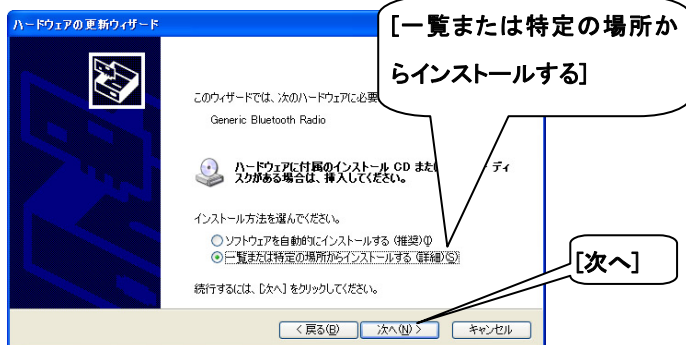 ハードウェアの更新ウィザード
[一覧または特定の場所か
らインストールする]
このウィザードでは、次のハードウェアに必要
Generic Bluetooth Radio
ハードウェアに付属のインストール CD また
ディ
スクがある場合は、挿入してください。
インストール方法を選んでください。
ソフトウェアを自動的にインストールする (推奨)(I)
一覧または特定の場所からインストールする (詳細)(S)
[次へ]
続行するには、[次へ] をクリックしてください。
< 戻る(B)
次へ(N) >
キャンセル